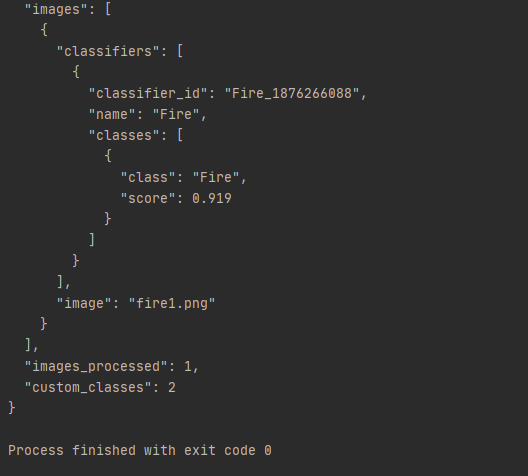 "images": [
{
"classifiers": [
{
"classifier_id": "Fire_1876266088",
"name": "Fire",
"classes": [
{
"class": "Fire",
"score": 0.919
}
]
}
],
"image": "fire1.png"
}
],
"images_processed": 1,
"custom_classes": 2
}
Process finished with exit code 0